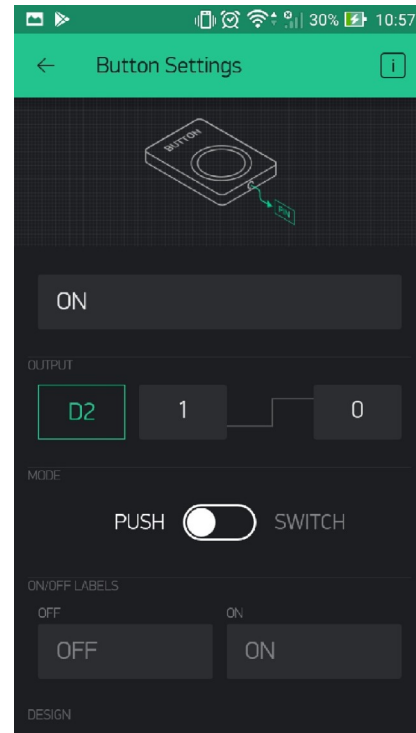 30% 10:57
Button Settings i
BUTTON
PIN
ON
OUTPUT
D2 1 0
MODE
PUSH SWITCH
ON/OFF LABELS
OFF ON
OFF ON
DESIGN